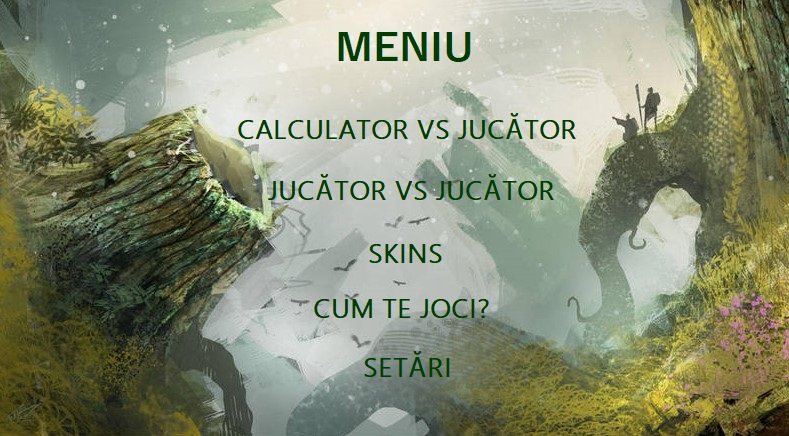 MENIU
CALCULATOR VS JUCĂTOR
JUCĂTOR VS JUCĂTOR
SKINS
CUM TE JOCI?
SETĂRI